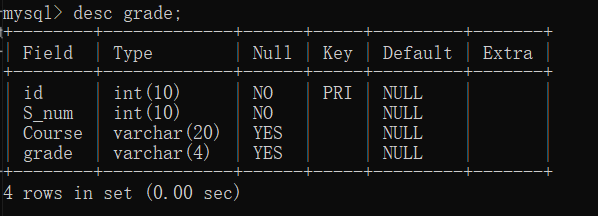 mysql> desc grade;
+--------+-------------+------+-----+---------+-------+
| Field | Type | Null | Key | Default | Extra |
+--------+-------------+------+-----+---------+-------+
| id | int(10) | NO | PRI | NULL | |
| S_num | int(10) | NO | | NULL | |
| Course | varchar(20) | YES | | NULL | |
| grade | varchar(4) | YES | | NULL | |
+--------+-------------+------+-----+---------+-------+
4 rows in set (0.00 sec)